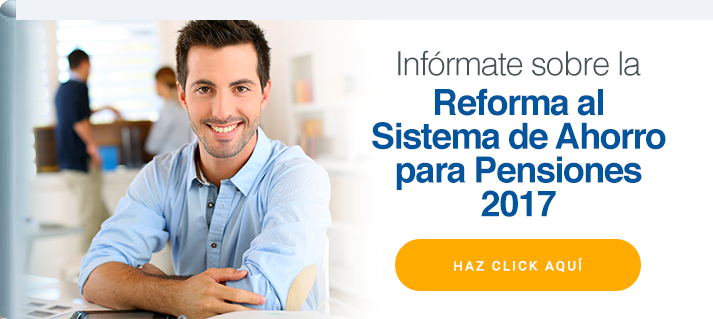 Infórmate sobre la
Reforma al
Sistema de Ahorro
para Pensiones
2017
HAZ CLICK AQUÍ